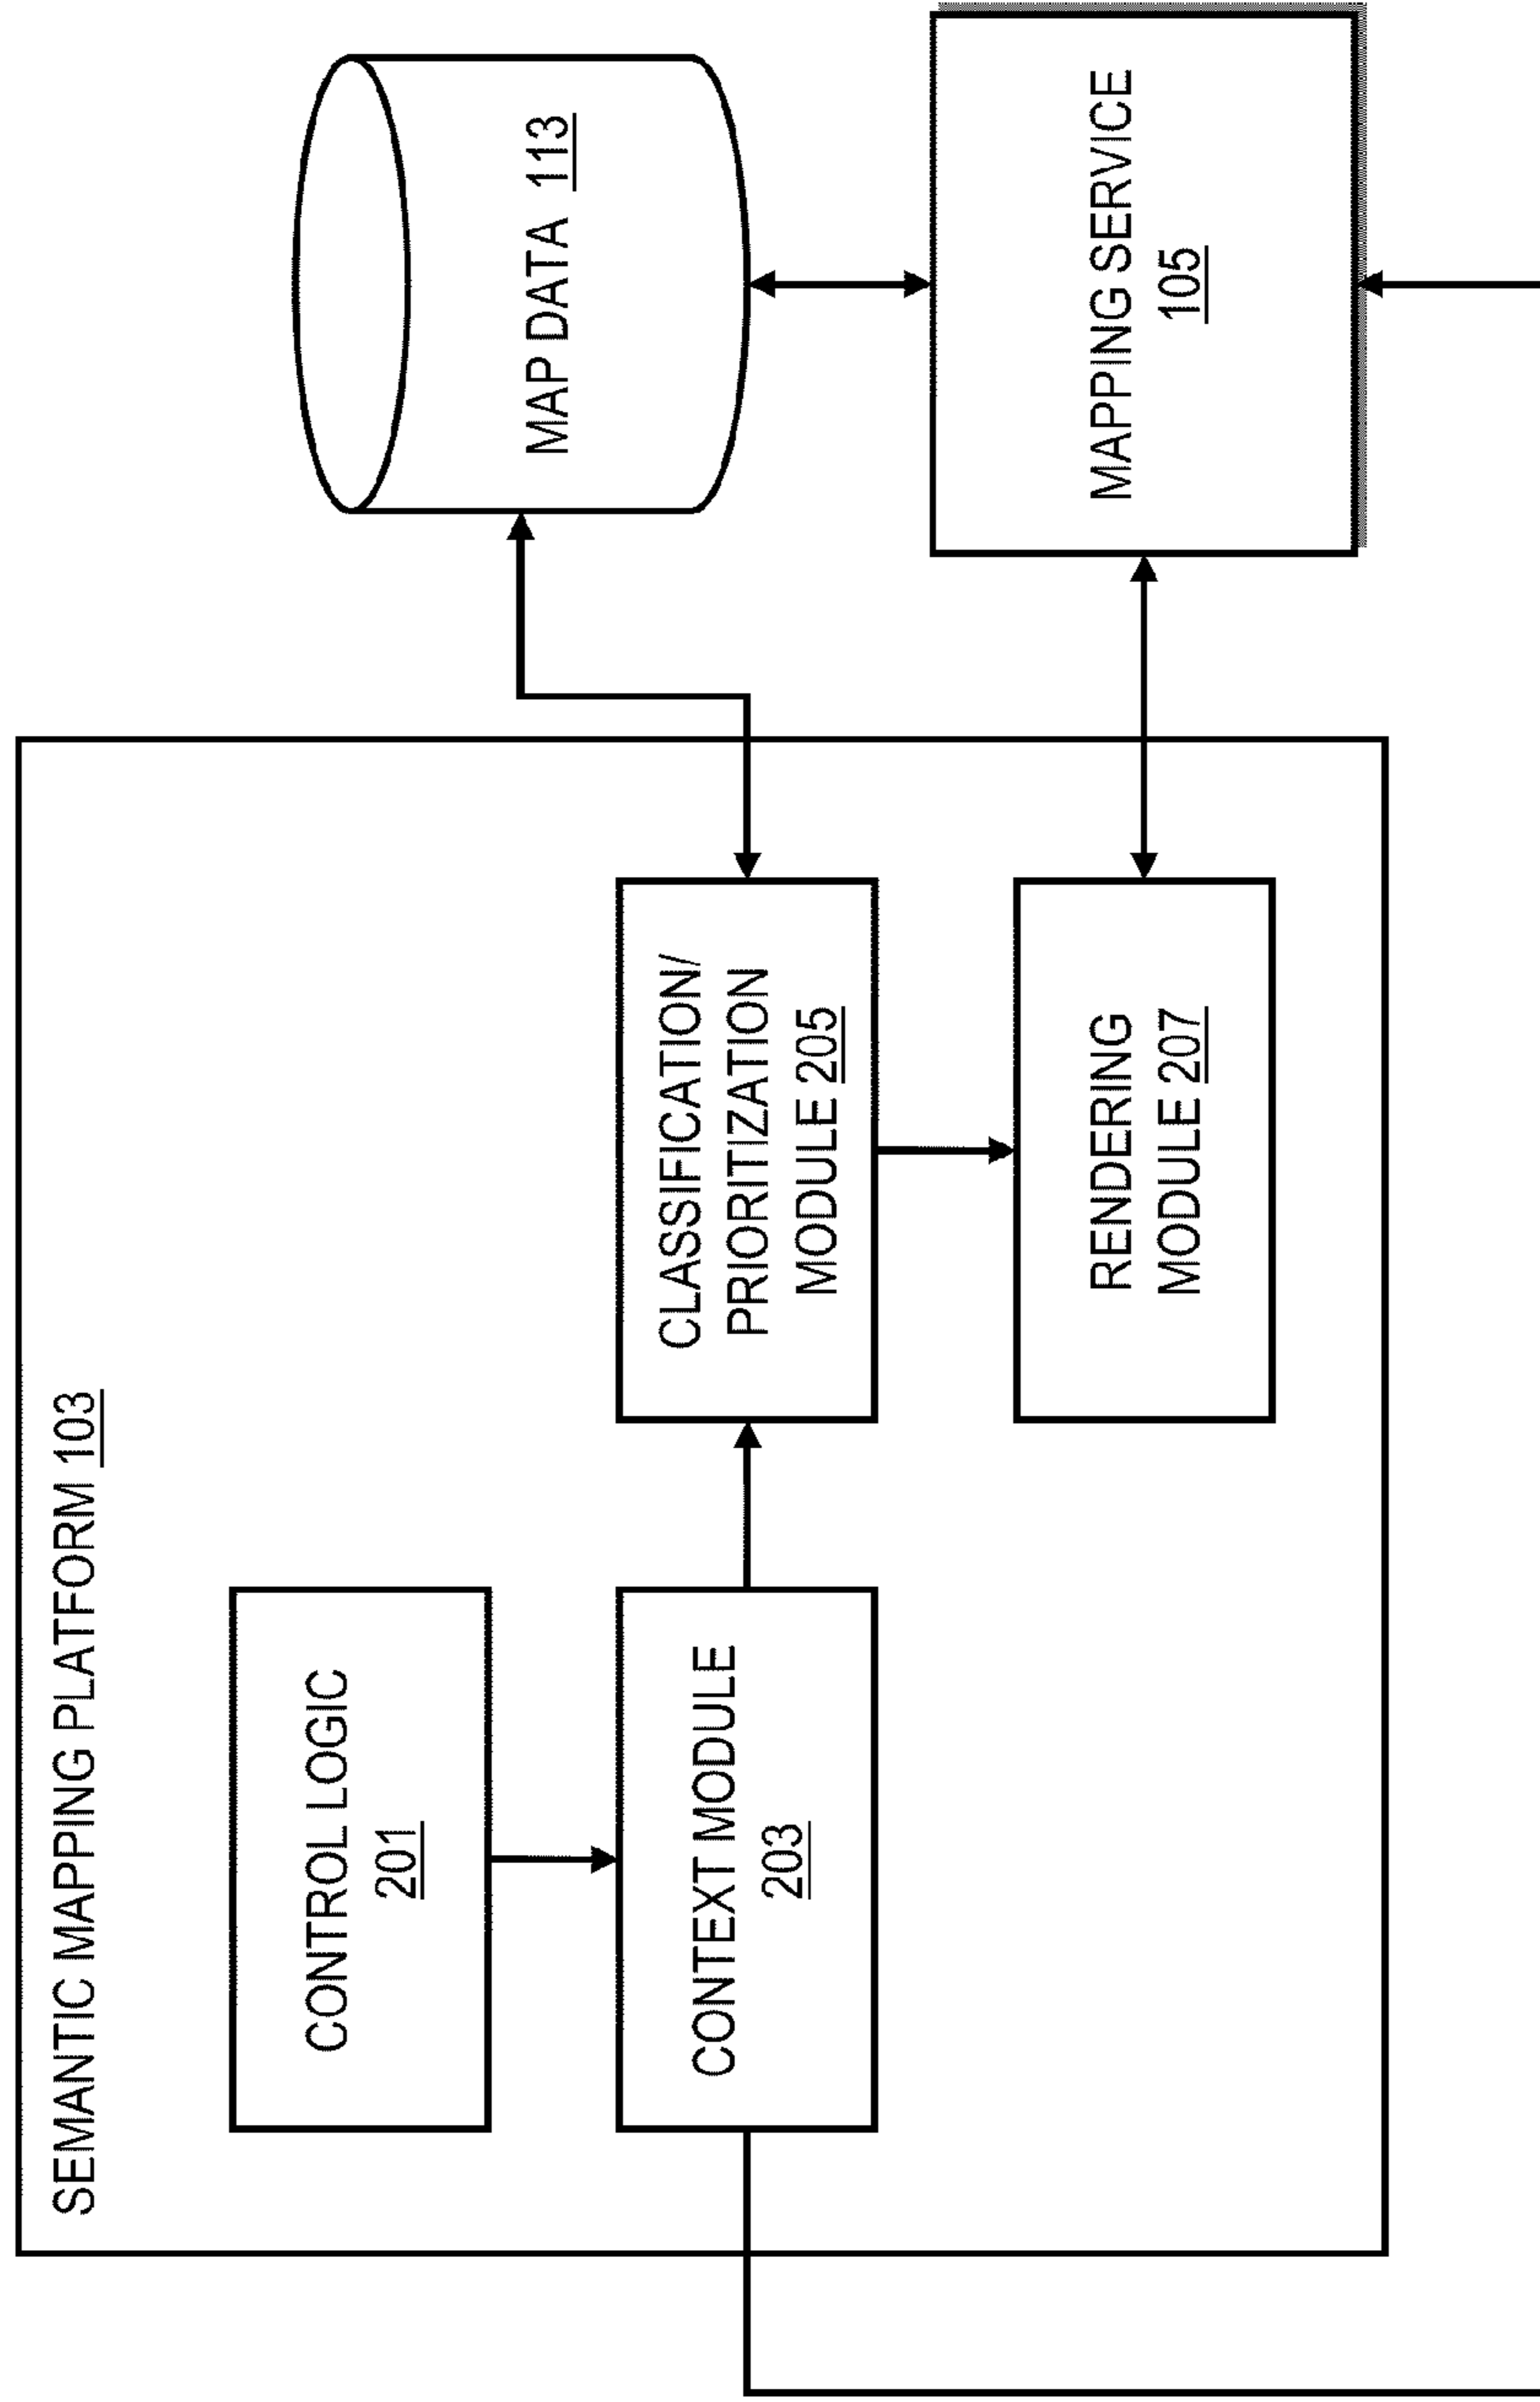 SEMANTIC MAPPING PLATFORM 103
CONTROL LOGIC
201
CONTEXT MODULE
203
CLASSIFICATION/
PRIORITIZATION
MODULE 205
RENDERING
MODULE 207
MAP DATA 113
MAPPING SERVICE
105